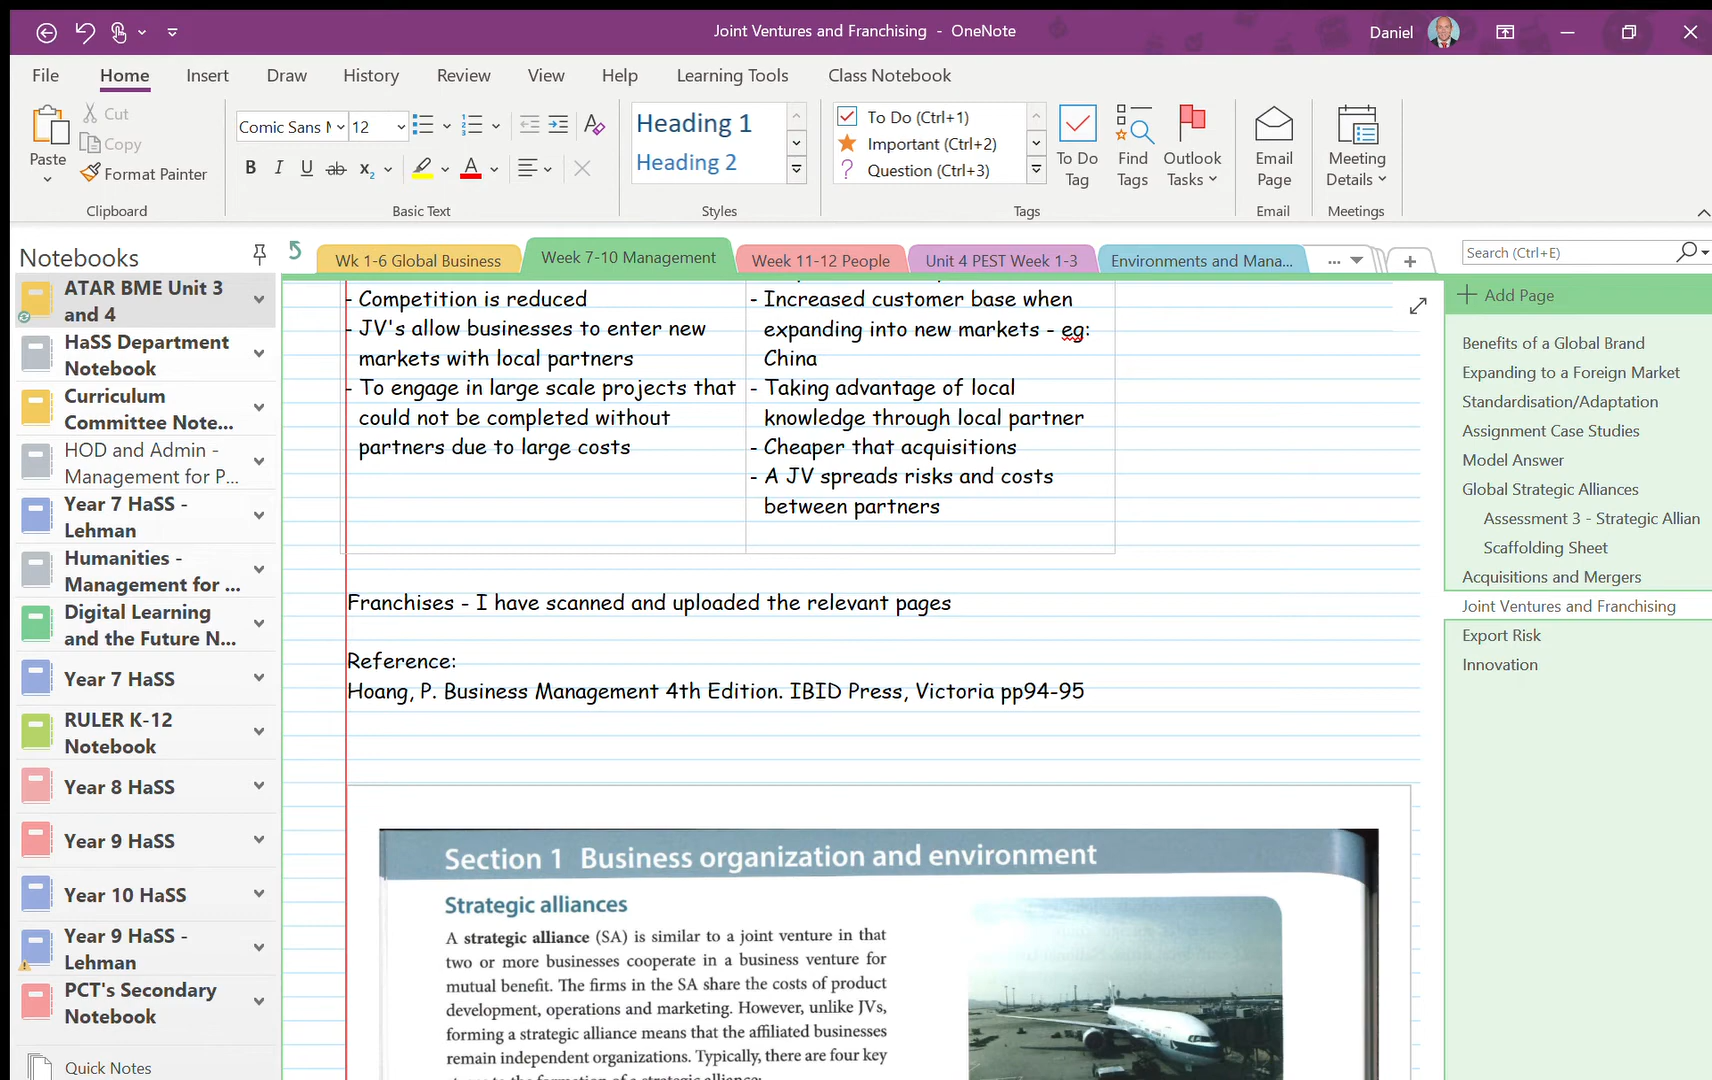 Joint Ventures and Franchising - OneNote
Daniel
File Home Insert Draw History Review View Help Learning Tools Class Notebook
Paste
Cut
Copy
Format Painter
Clipboard
Comic Sans M 12
B I U ab x₂ A
Basic Text
Heading 1
Heading 2
Styles
To Do (Ctrl+1)
Important (Ctrl+2)
Question (Ctrl+3)
Tags
To Do
Tag
Find
Tags
Outlook
Tasks
Email
Page
Email
Meeting
Details
Meetings
Notebooks
ATAR BME Unit 3
and 4
HaSS Department
Notebook
Curriculum
Committee Note...
HOD and Admin -
Management for P...
Year 7 HaSS -
Lehman
Humanities -
Management for ...
Digital Learning
and the Future N...
Year 7 HaSS
RULER K-12
Notebook
Year 8 HaSS
Year 9 HaSS
Year 10 HaSS
Year 9 HaSS -
Lehman
PCT's Secondary
Notebook
Quick Notes
Wk 1-6 Global Business
Week 7-10 Management
Week 11-12 People
Unit 4 PEST Week 1-3
Environments and Mana...
...
Search (Ctrl+E)
- Competition is reduced
- JV's allow businesses to enter new
markets with local partners
- To engage in large scale projects that
could not be completed without
partners due to large costs
- Increased customer base when
expanding into new markets - eg:
China
- Taking advantage of local
knowledge through local partner
- Cheaper that acquisitions
- A JV spreads risks and costs
between partners
Franchises - I have scanned and uploaded the relevant pages
Reference:
Hoang, P. Business Management 4th Edition. IBID Press, Victoria pp94-95
Section 1 Business organization and environment
Strategic alliances
A strategic alliance (SA) is similar to a joint venture in that
two or more businesses cooperate in a business venture for
mutual benefit. The firms in the SA share the costs of product
development, operations and marketing. However, unlike JVs,
forming a strategic alliance means that the affiliated businesses
remain independent organizations. Typically, there are four key
Add Page
Benefits of a Global Brand
Expanding to a Foreign Market
Standardisation/Adaptation
Assignment Case Studies
Model Answer
Global Strategic Alliances
Assessment 3 - Strategic Allian
Scaffolding Sheet
Acquisitions and Mergers
Joint Ventures and Franchising
Export Risk
Innovation